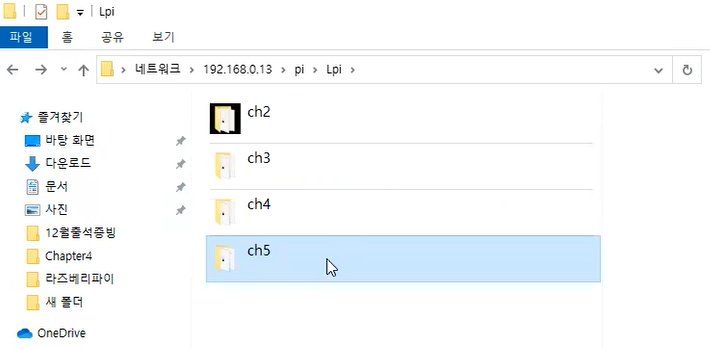 Lpi
파일 홈 공유 보기
네트워크 > 192.168.0.13 > pi > Lpi >
즐겨찾기
바탕 화면
다운로드
문서
사진
12월출석증빙
Chapter4
라즈베리파이
새 폴더
OneDrive
ch2
ch3
ch4
ch5